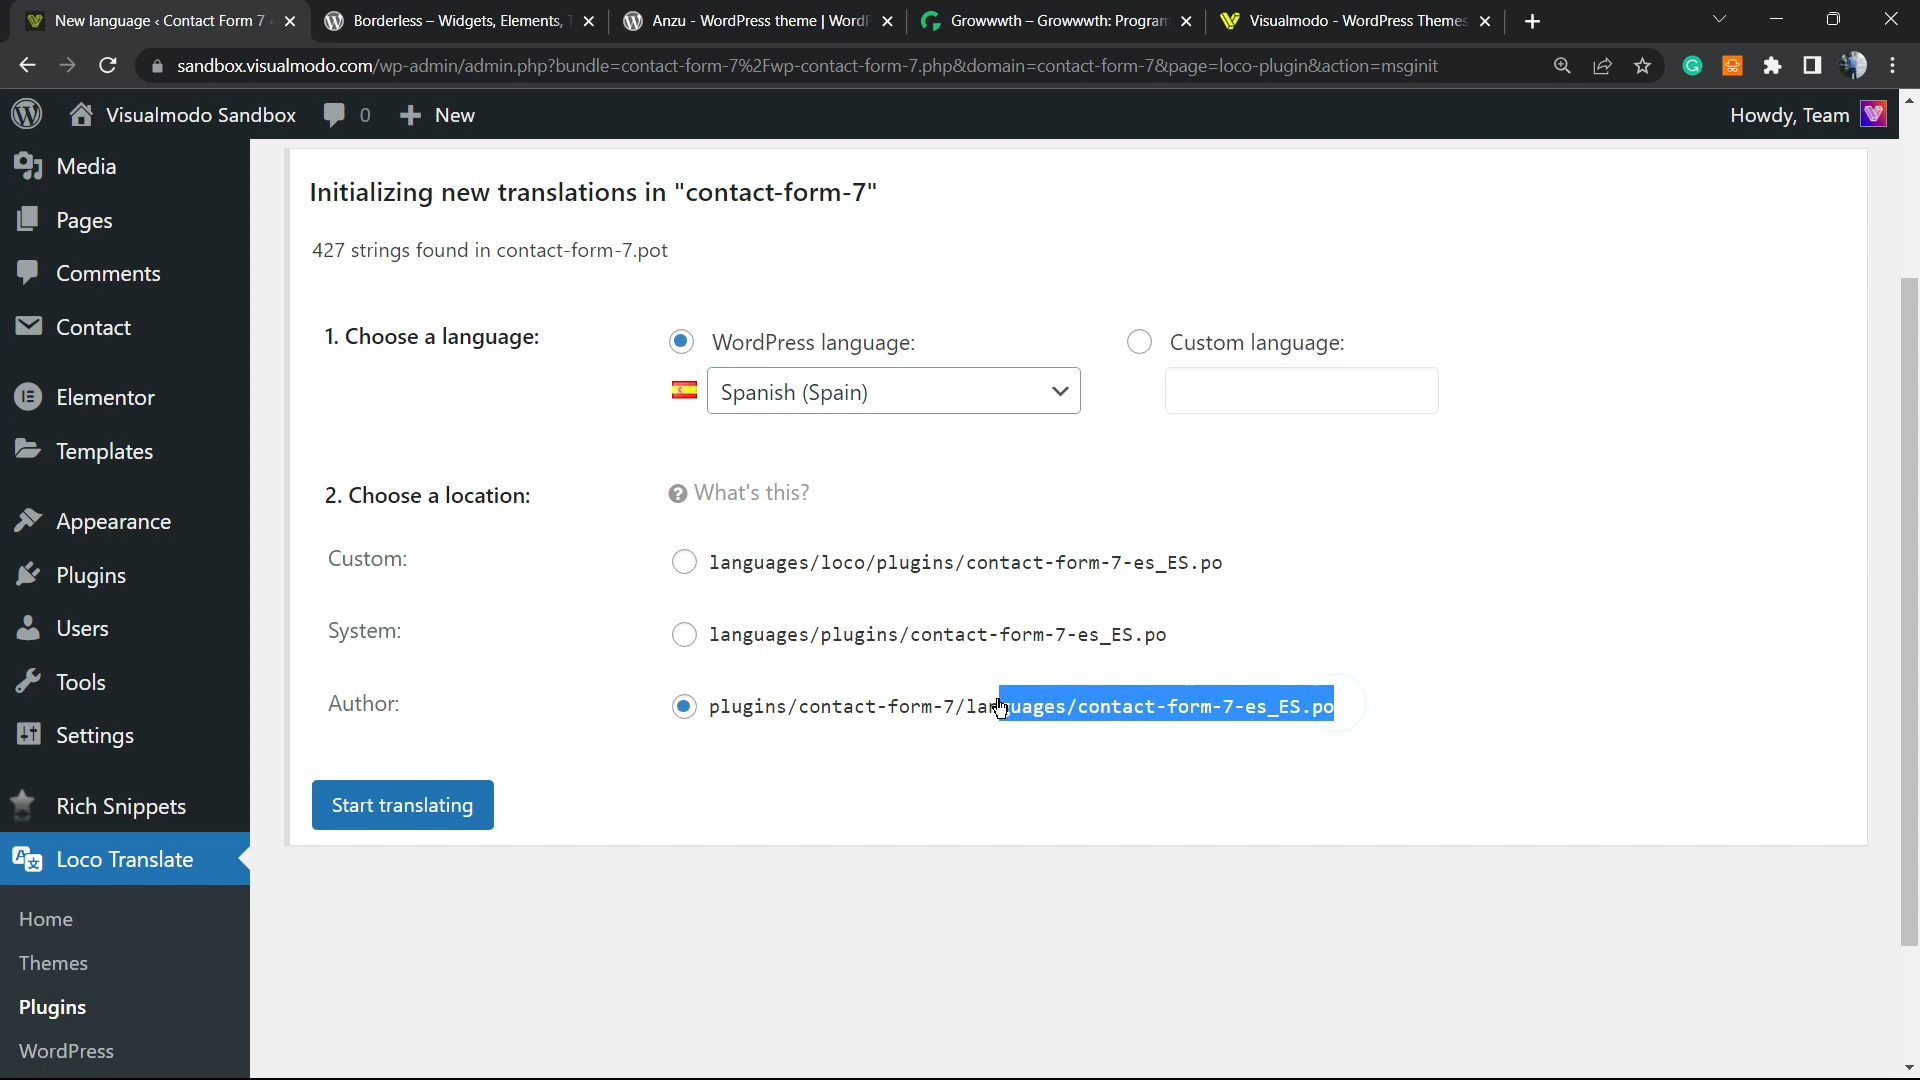 New language ‹ Contact Form 7
Borderless – Widgets, Elements,
Anzu - WordPress theme | Word
Growwwth – Growwwth: Program
Visualmodo - WordPress Themes
sandbox.visualmodo.com/wp-admin/admin.php?bundle=contact-form-7%2Fwp-contact-form-7.php&domain=contact-form-7&page=loco-plugin&action=msginit
Visualmodo Sandbox
0
New
Howdy, Team
Media
Pages
Comments
Contact
Elementor
Templates
Appearance
Plugins
Users
Tools
Settings
Rich Snippets
Loco Translate
Home
Themes
Plugins
WordPress
Initializing new translations in "contact-form-7"
427 strings found in contact-form-7.pot
1. Choose a language:
WordPress language:
Custom language:
Spanish (Spain)
2. Choose a location:
What's this?
Custom:
languages/loco/plugins/contact-form-7-es_ES.po
System:
languages/plugins/contact-form-7-es_ES.po
Author:
plugins/contact-form-7/languages/contact-form-7-es_ES.po
Start translating